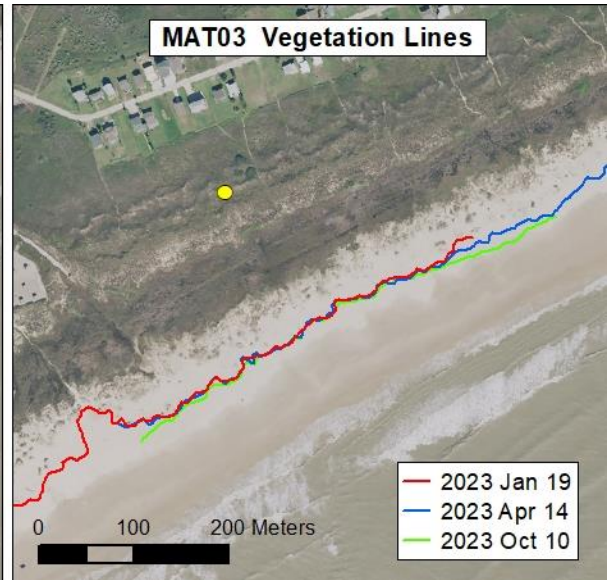 MAT03 Vegetation Lines
2023 Jan 19
2023 Apr 14
2023 Oct 10
0 100 200 Meters